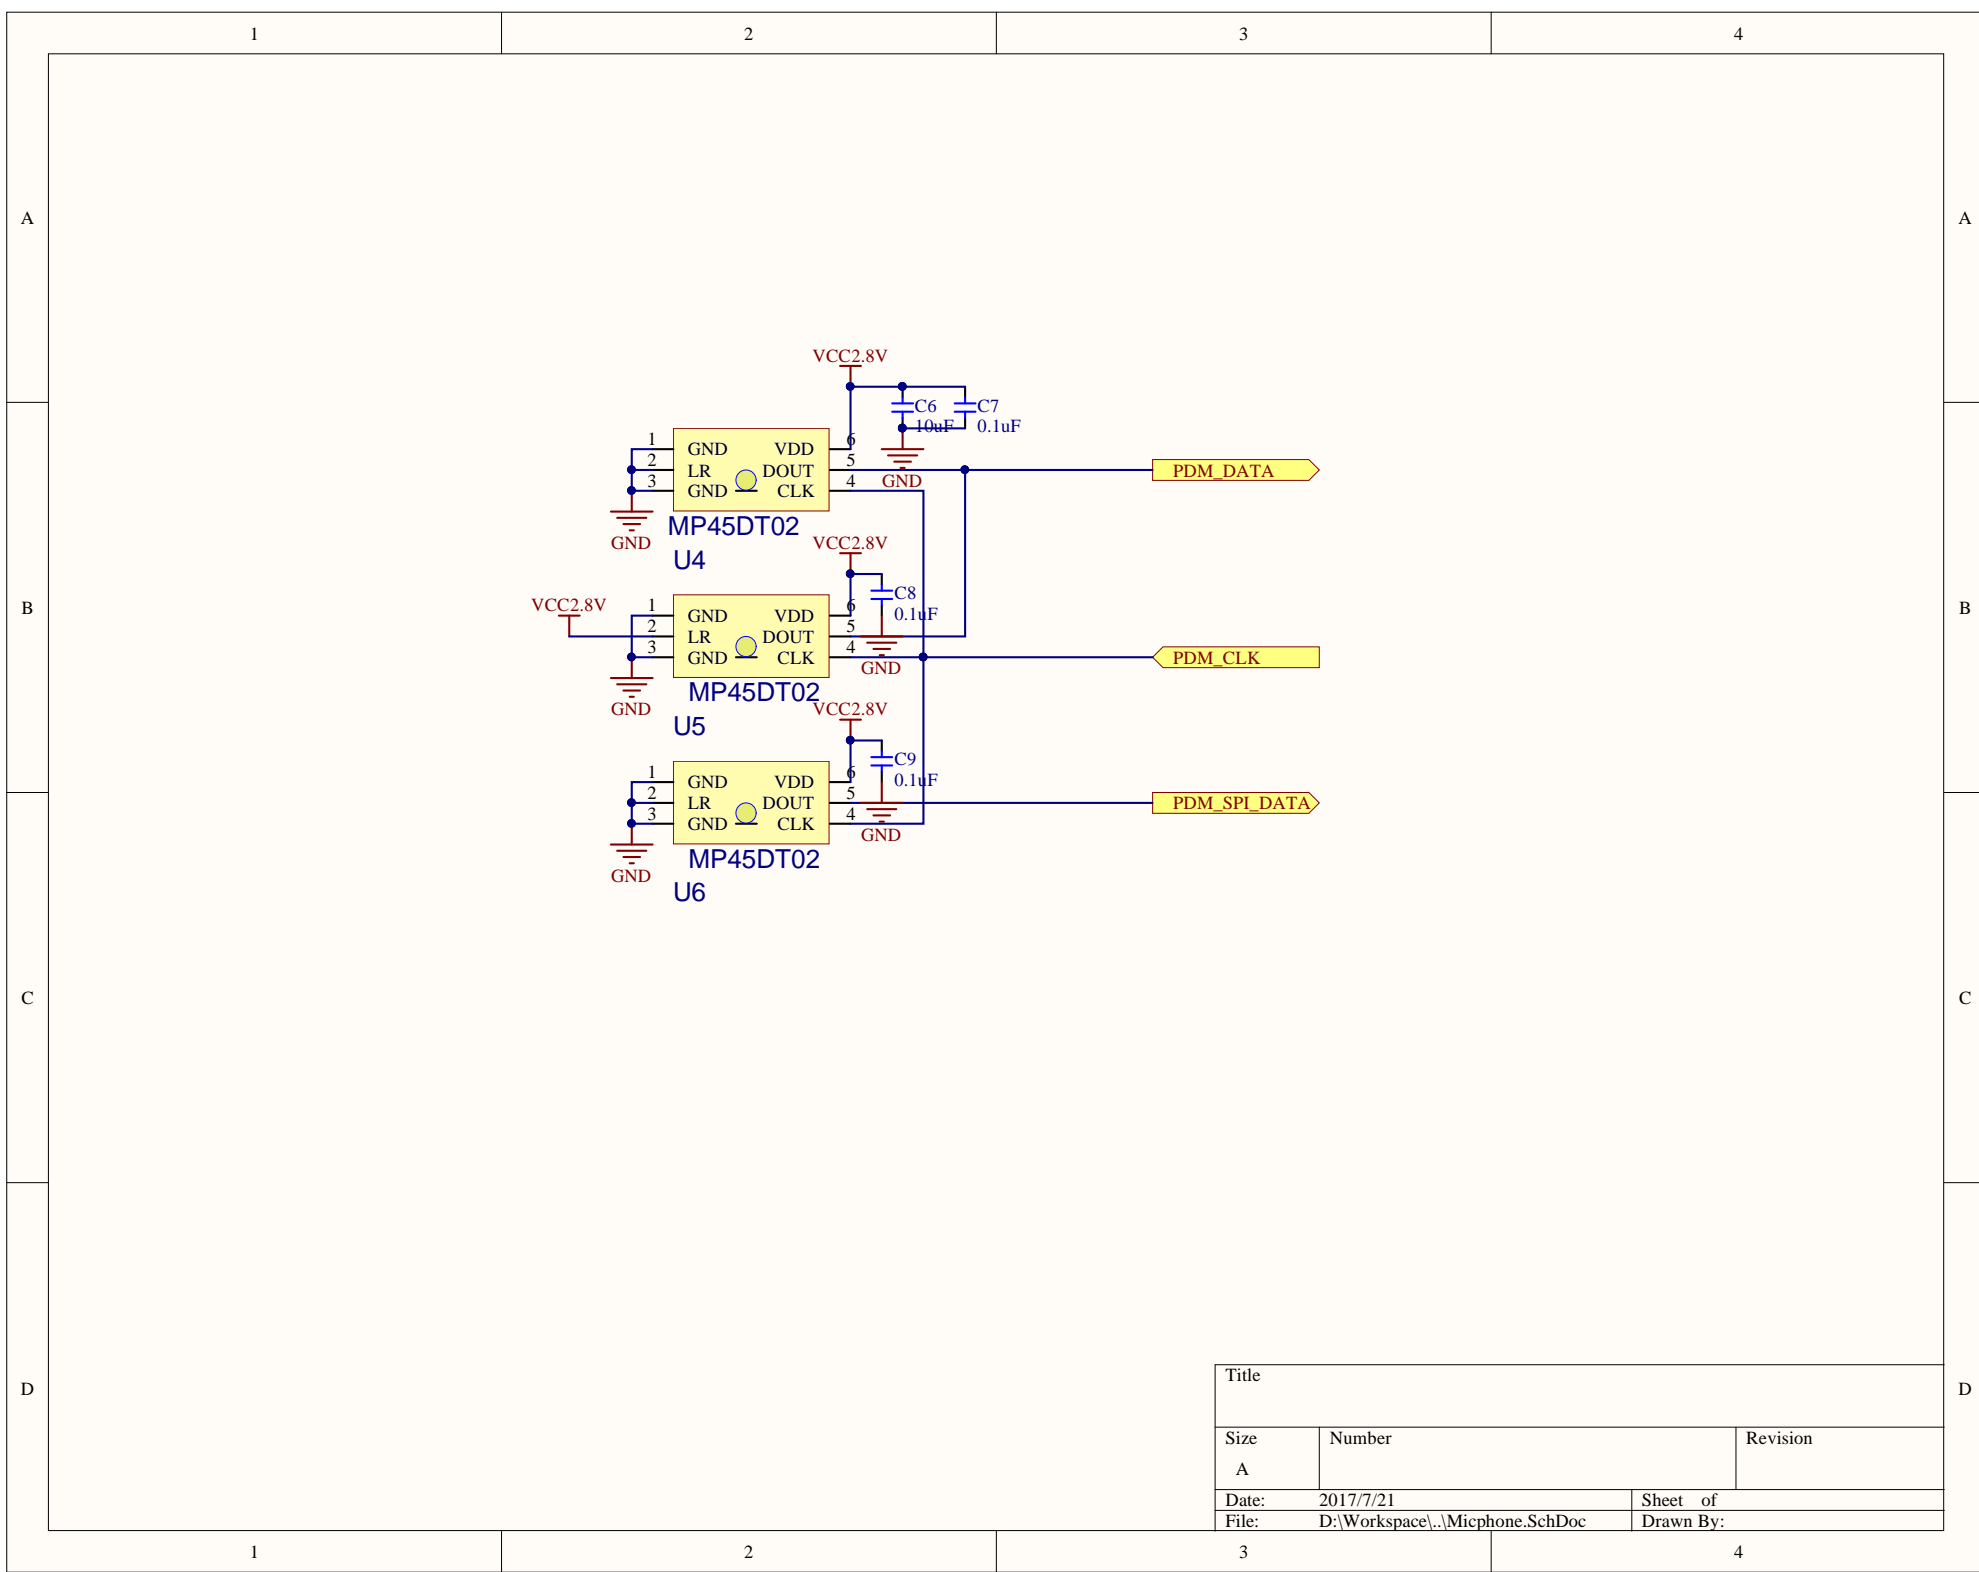 1 2 3 4
A A
VCC2.8V
C6 C7
10uF 0.1uF
1 GND VDD 6
2 LR DOUT 5
3 GND CLK 4
GND
PDM_DATA
MP45DT02
GND
U4
VCC2.8V
C8
0.1uF
B B
VCC2.8V
1 GND VDD 6
2 LR DOUT 5
3 GND CLK 4
GND
PDM_CLK
MP45DT02
GND
U5
VCC2.8V
C9
0.1uF
1 GND VDD 6
2 LR DOUT 5
3 GND CLK 4
GND
PDM_SPI_DATA
MP45DT02
GND
U6
C C
D D
Title
Size Number Revision
A
Date: 2017/7/21 Sheet of
File: D:\Workspace\..\Micphone.SchDoc Drawn By:
1 2 3 4